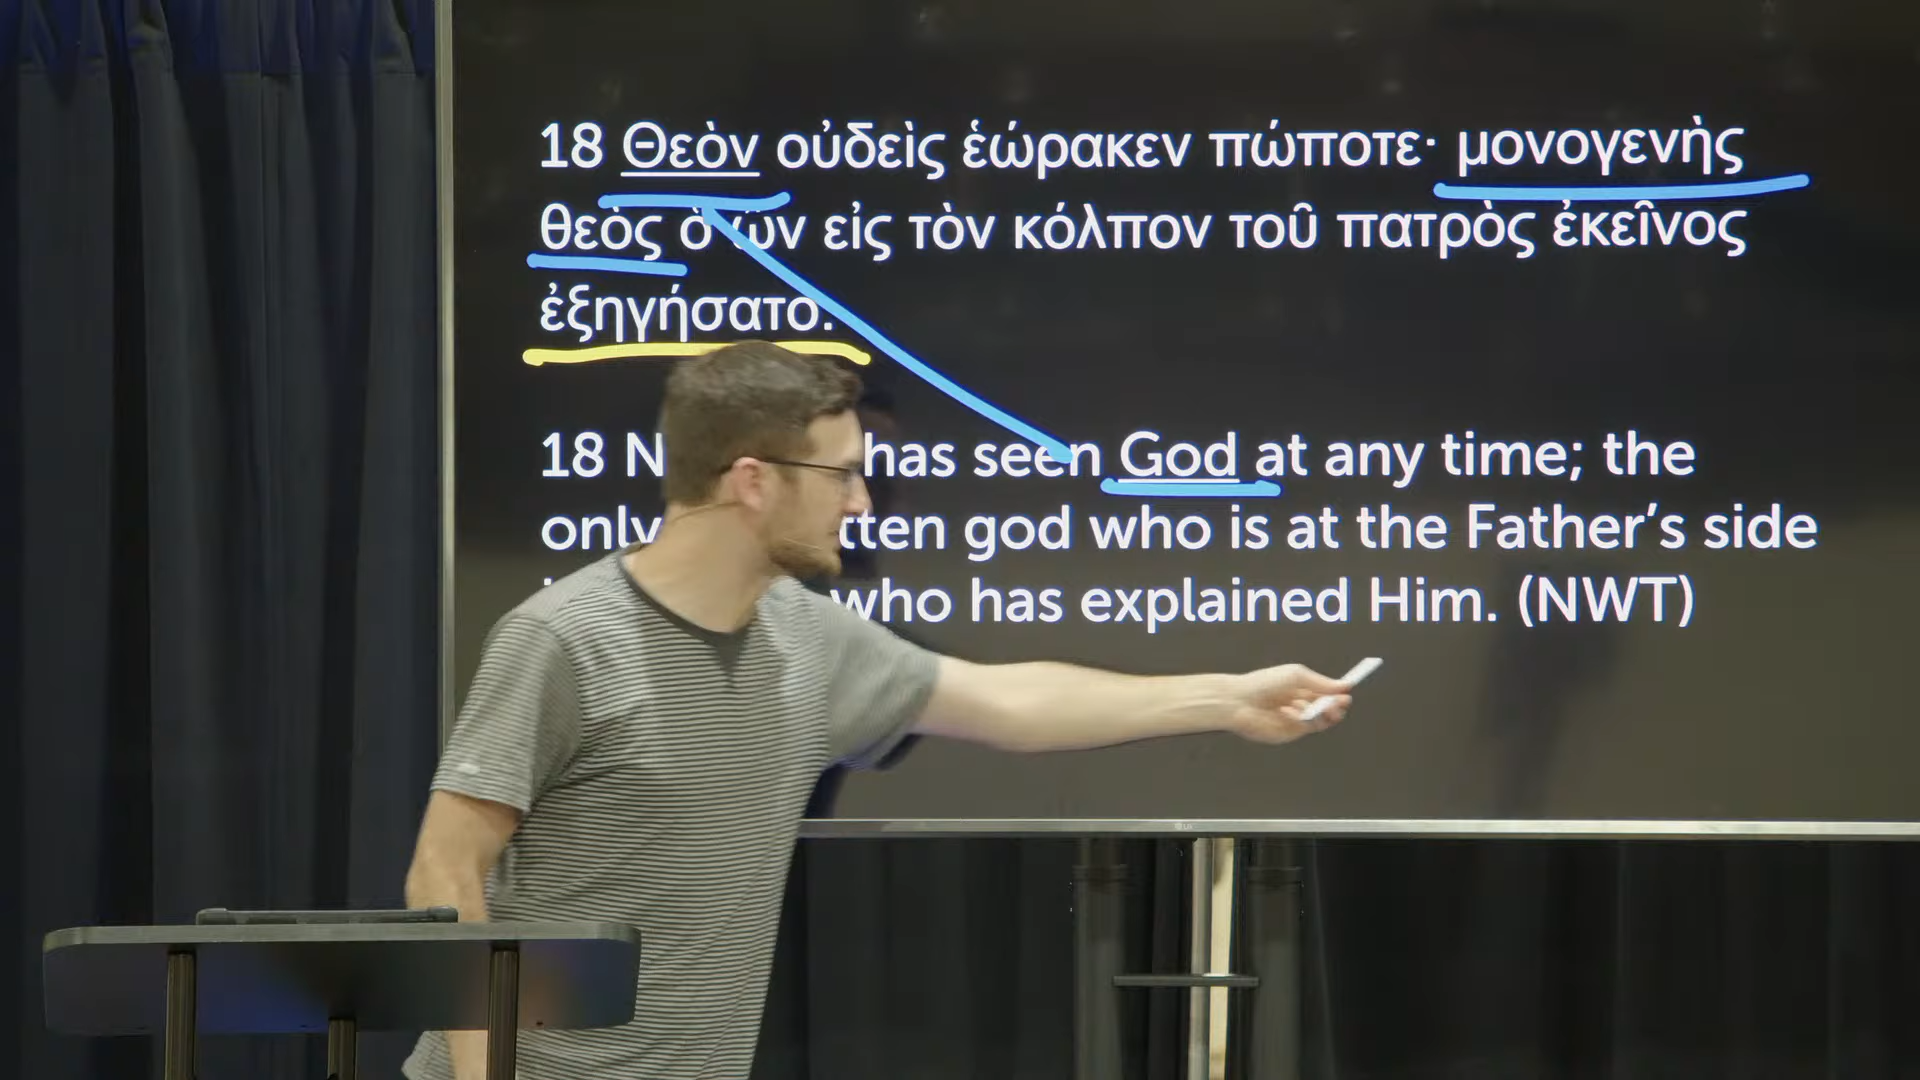 18 Θεὸν οὐδεὶς ἑώρακεν πώποτε· μονογενὴς
θεὸς ὁ ὢν εἰς τὸν κόλπον τοῦ πατρὸς ἐκεῖνος
ἐξηγήσατο.
18 N has seen God at any time; the
only tten god who is at the Father’s side
who has explained Him. (NWT)
LG